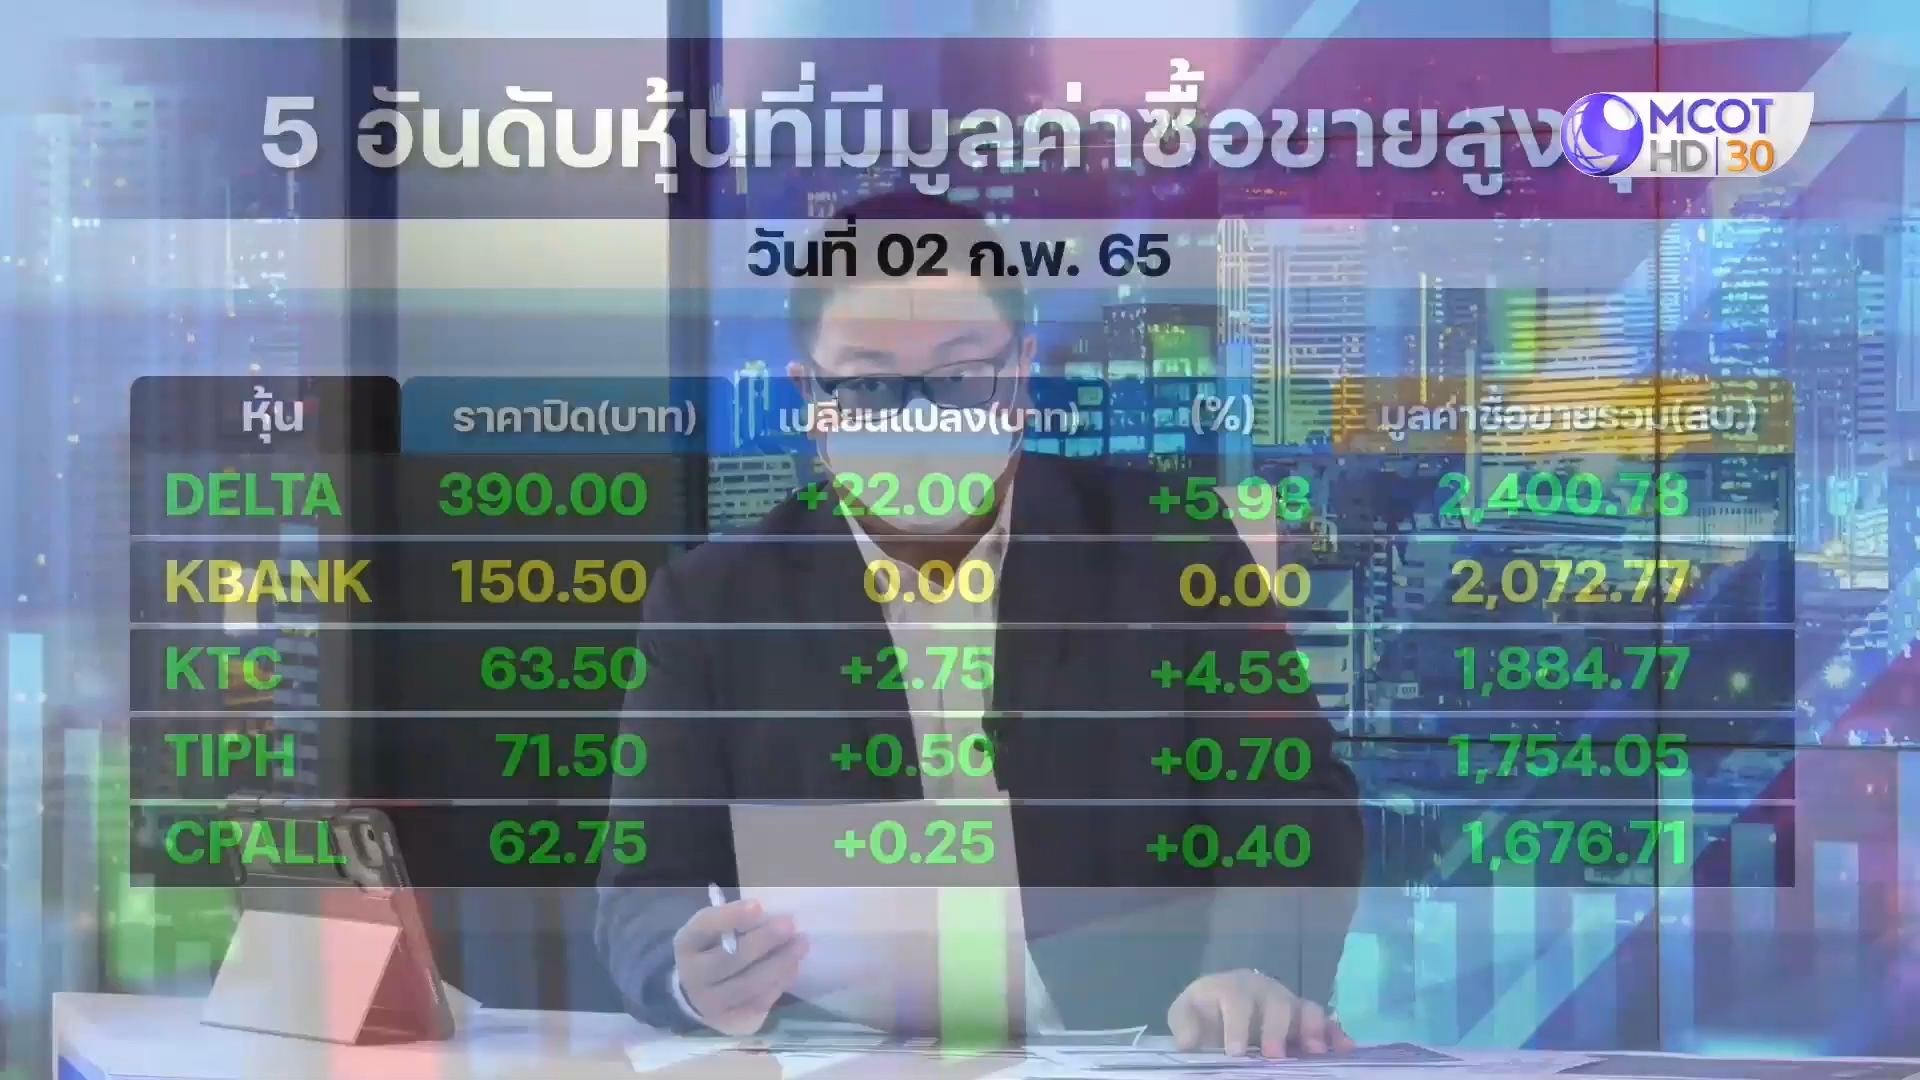 5 อันดับหุ้นที่มีมูลค่าซื้อขายสูง
MCOT
HD 30
วันที่ 02 ก.พ. 65
หุ้น ราคาปิด(บาท) เปลี่ยนแปลง(บาท) (%) มูลค่าซื้อขายรวม(ลบ.)
DELTA 390.00 +22.00 +5.98 2,400.78
KBANK 150.50 0.00 0.00 2,072.77
KTC 63.50 +2.75 +4.53 1,884.77
TIPH 71.50 +0.50 +0.70 1,754.05
CPALL 62.75 +0.25 +0.40 1,676.71